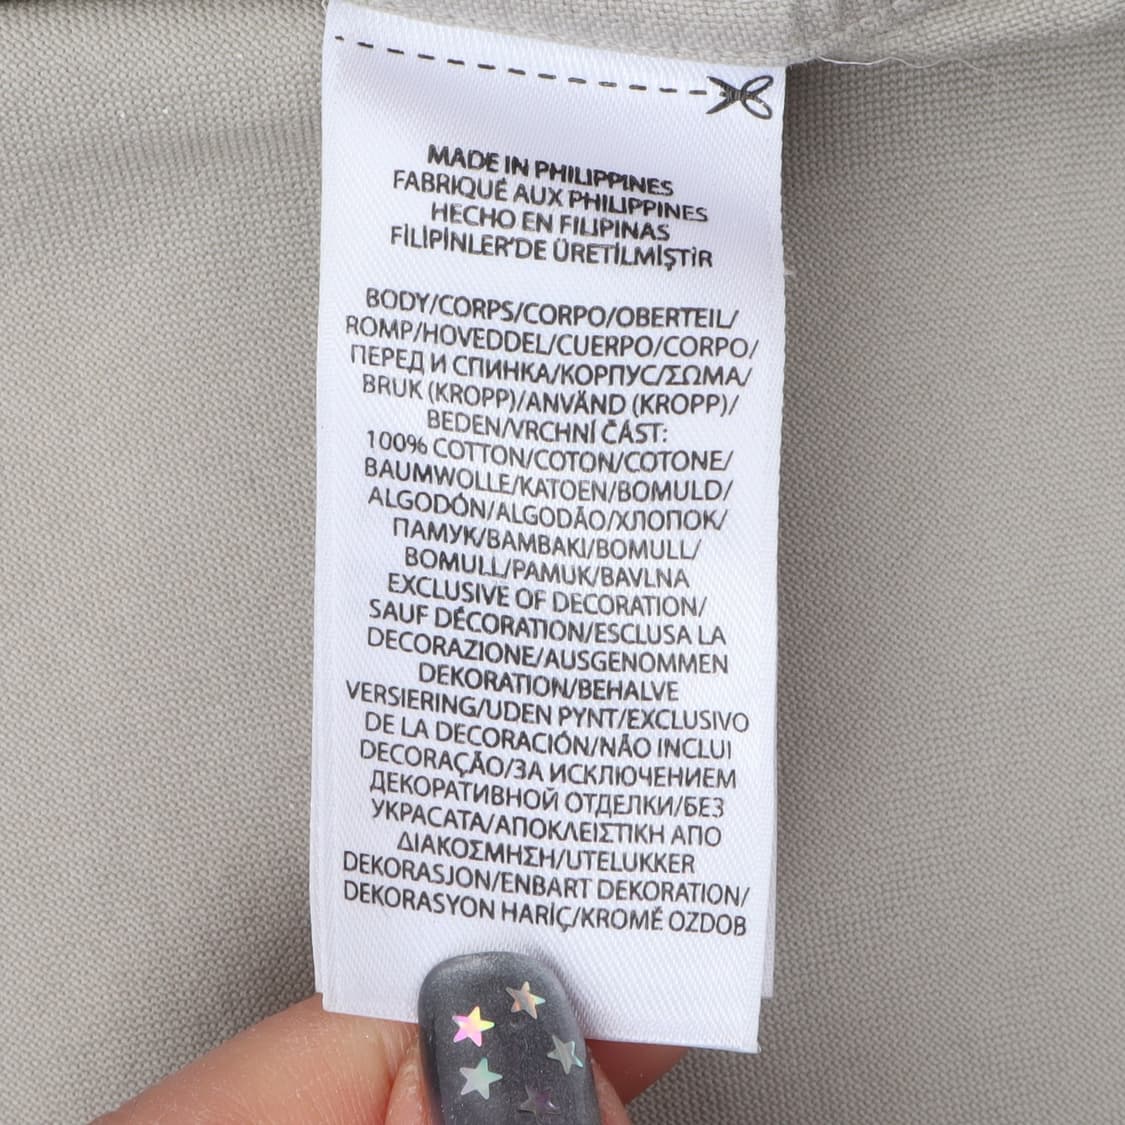 MADE IN PHILIPPINES
FABRIQUÉ AUX PHILIPPINES
HECHO EN FILIPINAS
FİLİPİNLER'DE ÜRETİLMİŞTİR
BODY/CORPS/CORPO/OBERTEIL/
ROMP/HOVEDDEL/CUERPO/CORPO/
ПЕРЕД И СПИНКА/КОРПУС/ΣΩΜΑ/
BRUK (KROPP)/ANVÄND (KROPP)/
BEDEN/VRCHNÍ ČÁST:
100% COTTON/COTON/COTONE/
BAUMWOLLE/KATOEN/BOMULD/
ALGODÓN/ALGODÃO/ХЛОПОК/
ПАМУК/ΒΑΜΒΑΚΙ/BOMULL/
BOMULL/PAMUK/BAVLNA
EXCLUSIVE OF DECORATION/
SAUF DÉCORATION/ESCLUSA LA
DECORAZIONE/AUSGENOMMEN
DEKORATION/BEHALVE
VERSIERING/UDEN PYNT/EXCLUSIVO
DE LA DECORACIÓN/NÃO INCLUI
DECORAÇÃO/ЗА ИСКЛЮЧЕНИЕМ
ДЕКОРАТИВНОЙ ОТДЕЛКИ/БЕЗ
УКРАСАТА/ΑΠΟΚΛΕΙΣΤΙΚΗ ΑΠΟ
ΔΙΑΚΟΣΜΗΣΗ/UTELUKKER
DEKORASJON/ENBART DEKORATION/
DEKORASYON HARİÇ/KROMĚ OZDOB